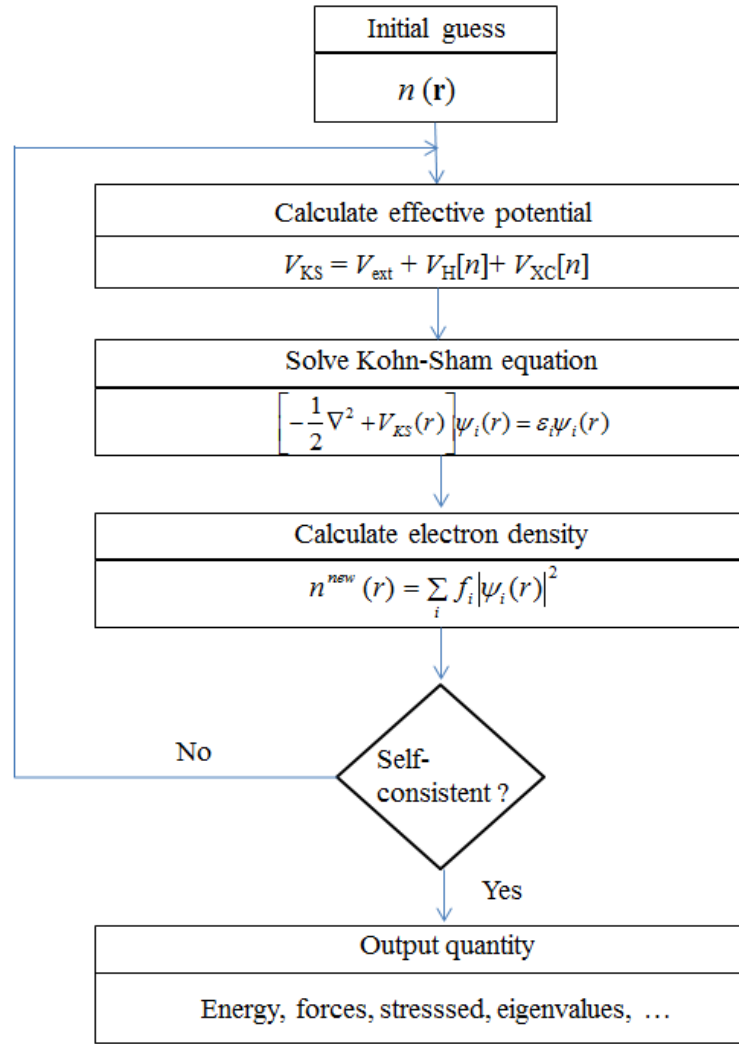 Initial guess
n (r)
Calculate effective potential
V_KS = V_ext + V_H[n]+ V_XC[n]
Solve Kohn-Sham equation
[-1/2 ∇² +V_KS(r)]ψ_i(r) = ε_iψ_i(r)
Calculate electron density
n^new (r) = ∑_i f_i|ψ_i(r)|²
No
Self-
consistent ?
Yes
Output quantity
Energy, forces, stresssed, eigenvalues, …